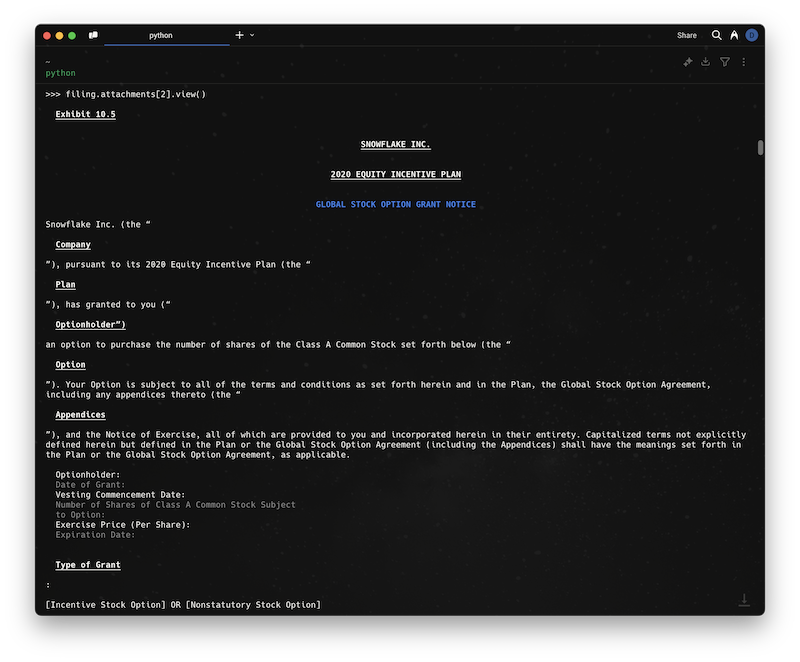 python
Share
D
~
python
>>> filing.attachments[2].view()
Exhibit 10.5
SNOWFLAKE INC.
2020 EQUITY INCENTIVE PLAN
GLOBAL STOCK OPTION GRANT NOTICE
Snowflake Inc. (the “
Company
”), pursuant to its 2020 Equity Incentive Plan (the “
Plan
”), has granted to you (“
Optionholder”)
an option to purchase the number of shares of the Class A Common Stock set forth below (the “
Option
”). Your Option is subject to all of the terms and conditions as set forth herein and in the Plan, the Global Stock Option Agreement,
including any appendices thereto (the “
Appendices
”), and the Notice of Exercise, all of which are provided to you and incorporated herein in their entirety. Capitalized terms not explicitly
defined herein but defined in the Plan or the Global Stock Option Agreement (including the Appendices) shall have the meanings set forth in
the Plan or the Global Stock Option Agreement, as applicable.
Optionholder:
Date of Grant:
Vesting Commencement Date:
Number of Shares of Class A Common Stock Subject
to Option:
Exercise Price (Per Share):
Expiration Date:
Type of Grant
:
[Incentive Stock Option] OR [Nonstatutory Stock Option]